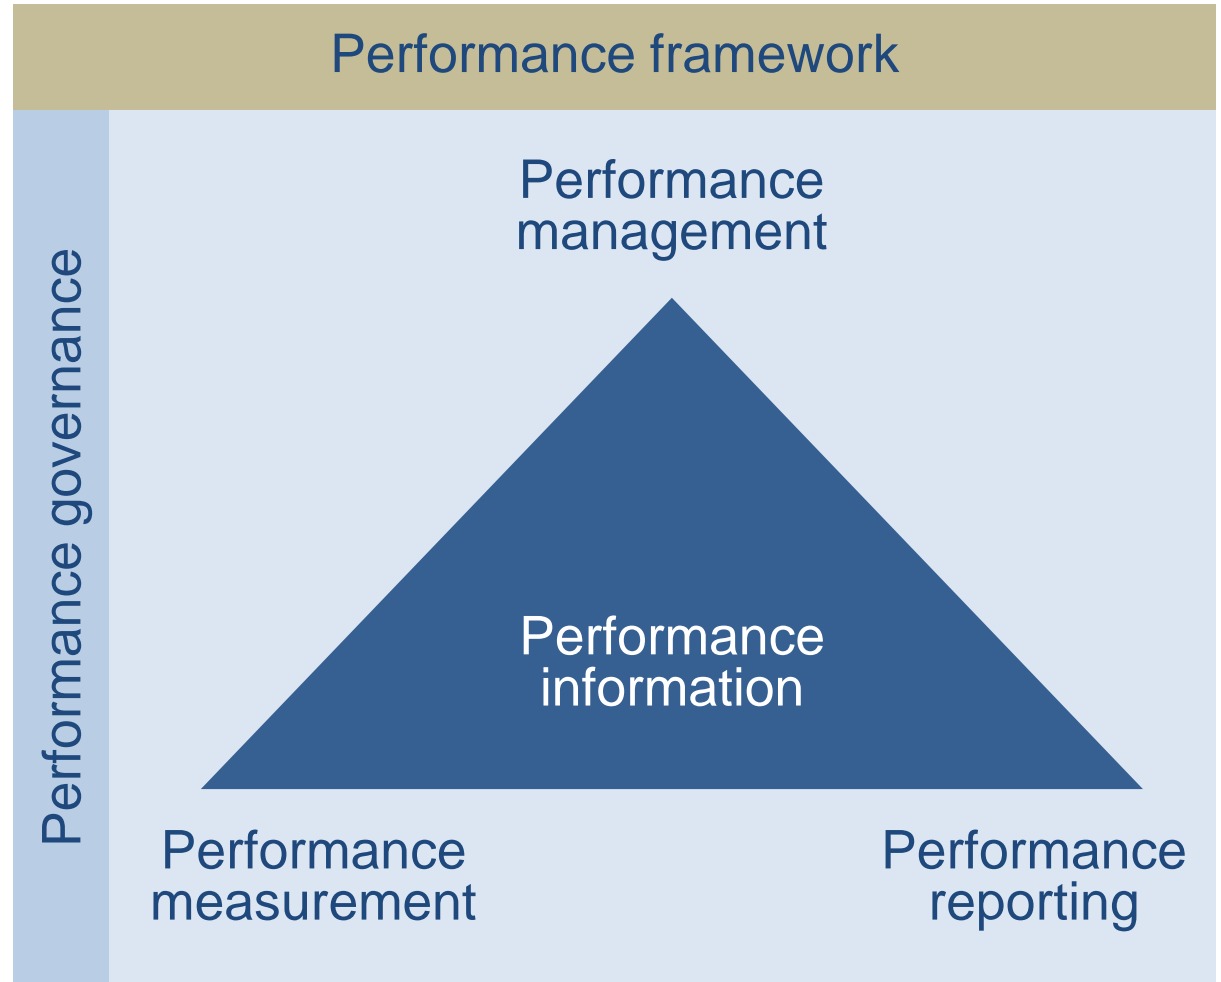 Performance framework
Performance governance
Performance
management
Performance
information
Performance
measurement
Performance
reporting